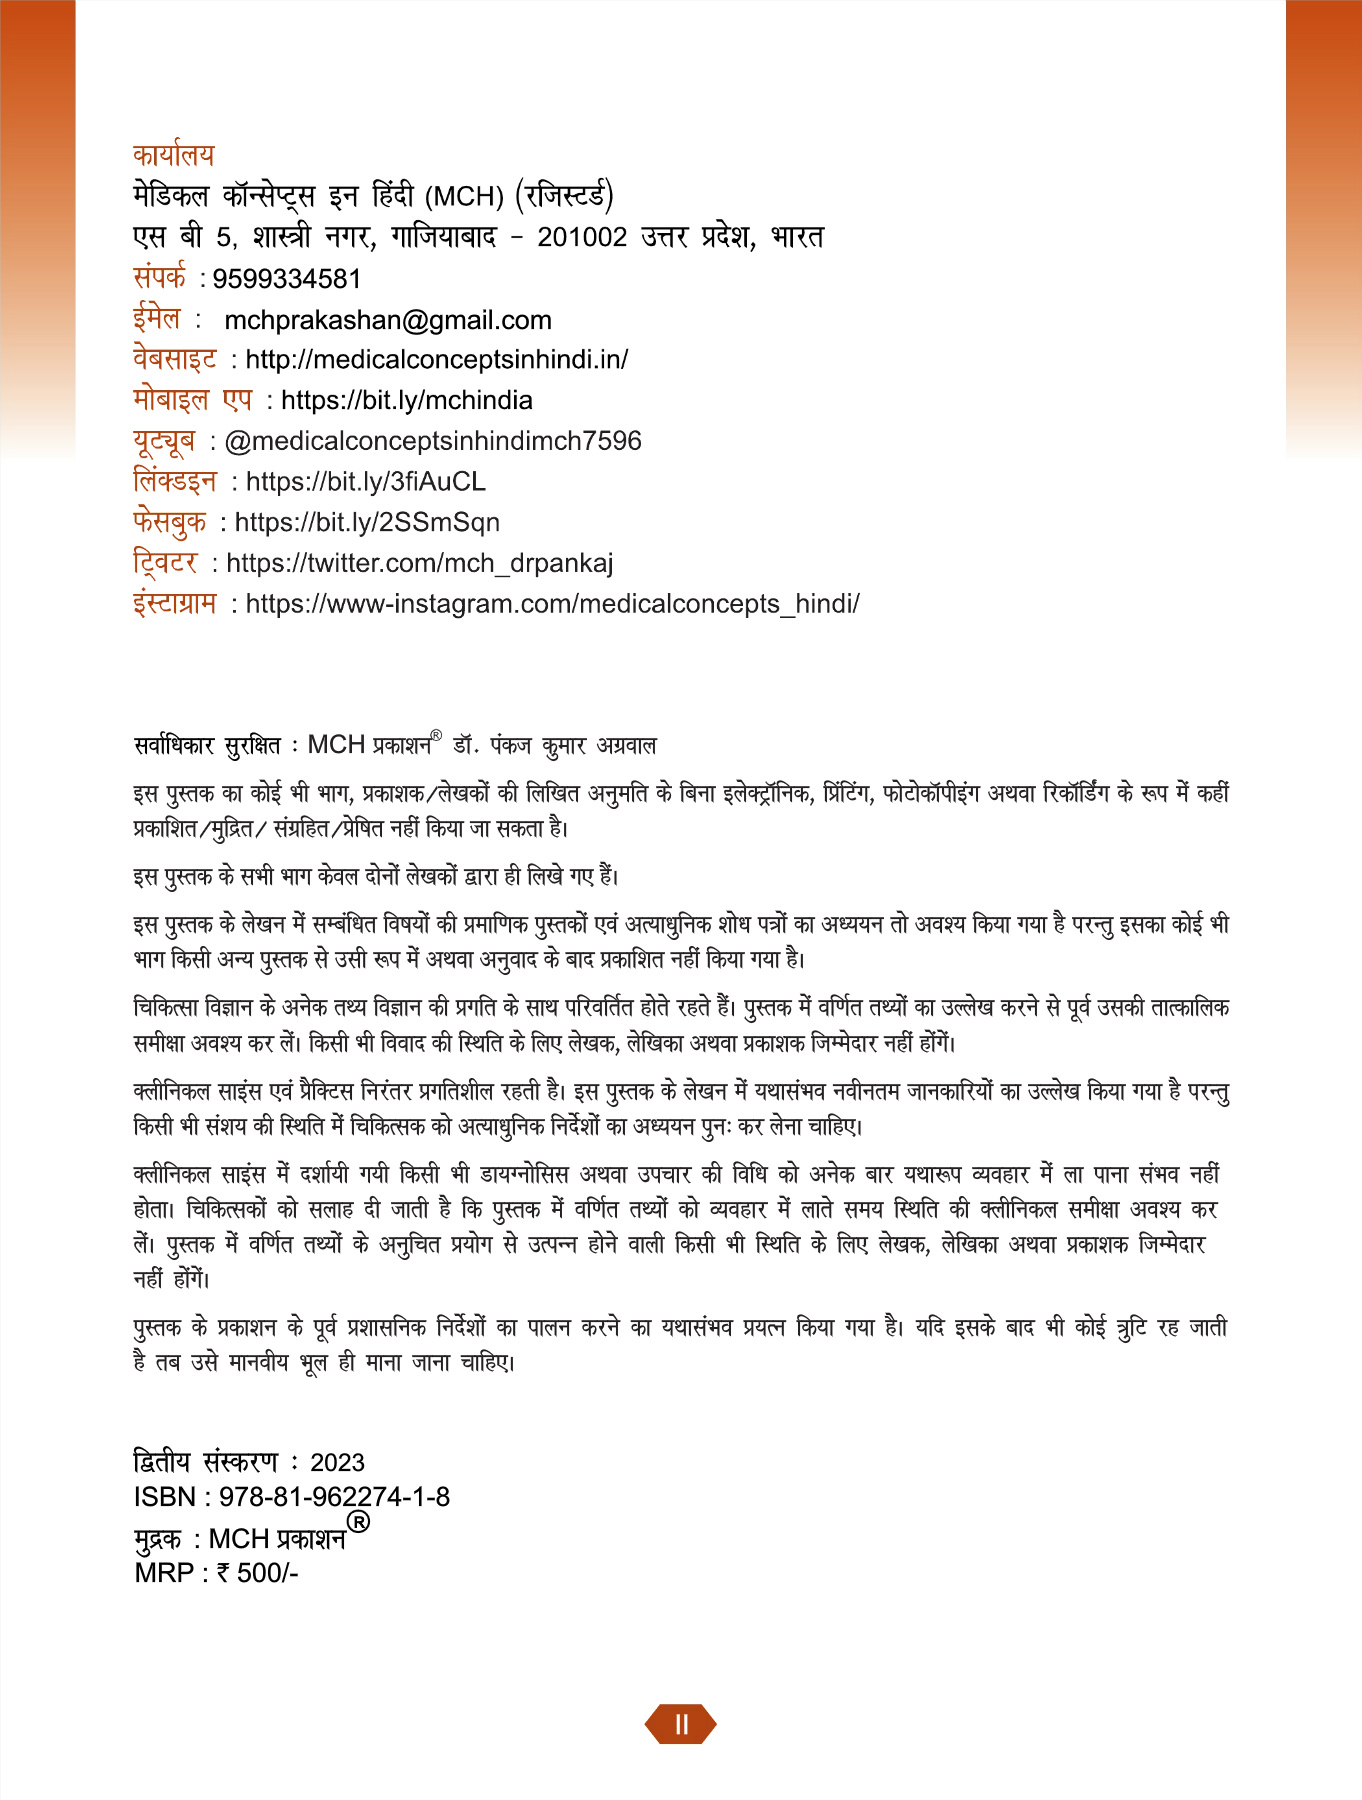 कार्यालय
मेडिकल कॉन्सेप्ट्स इन हिंदी (MCH) (रजिस्टर्ड)
एस बी 5, शास्त्री नगर, गाजियाबाद - 201002 उत्तर प्रदेश, भारत
संपर्क : 9599334581
ईमेल : mchprakashan@gmail.com
वेबसाइट : http://medicalconceptsinhindi.in/
मोबाइल एप : https://bit.ly/mchindia
यूट्यूब : @medicalconceptsinhindimch7596
लिंक्डइन : https://bit.ly/3fiAuCL
फेसबुक : https://bit.ly/2SSmSqn
ट्विटर : https://twitter.com/mch_drpankaj
इंस्टाग्राम : https://www-instagram.com/medicalconcepts_hindi/
सर्वाधिकार सुरक्षित : MCH प्रकाशन® डॉ. पंकज कुमार अग्रवाल
इस पुस्तक का कोई भी भाग, प्रकाशक/लेखकों की लिखित अनुमति के बिना इलेक्ट्रॉनिक, प्रिंटिंग, फोटोकॉपीइंग अथवा रिकॉर्डिंग के रूप में कहीं
प्रकाशित/मुद्रित/ संग्रहित/प्रेषित नहीं किया जा सकता है।
इस पुस्तक के सभी भाग केवल दोनों लेखकों द्वारा ही लिखे गए हैं।
इस पुस्तक के लेखन में सम्बंधित विषयों की प्रमाणिक पुस्तकों एवं अत्याधुनिक शोध पत्रों का अध्ययन तो अवश्य किया गया है परन्तु इसका कोई भी
भाग किसी अन्य पुस्तक से उसी रूप में अथवा अनुवाद के बाद प्रकाशित नहीं किया गया है।
चिकित्सा विज्ञान के अनेक तथ्य विज्ञान की प्रगति के साथ परिवर्तित होते रहते हैं। पुस्तक में वर्णित तथ्यों का उल्लेख करने से पूर्व उसकी तात्कालिक
समीक्षा अवश्य कर लें। किसी भी विवाद की स्थिति के लिए लेखक, लेखिका अथवा प्रकाशक जिम्मेदार नहीं होंगें।
क्लीनिकल साइंस एवं प्रैक्टिस निरंतर प्रगतिशील रहती है। इस पुस्तक के लेखन में यथासंभव नवीनतम जानकारियों का उल्लेख किया गया है परन्तु
किसी भी संशय की स्थिति में चिकित्सक को अत्याधुनिक निर्देशों का अध्ययन पुनः कर लेना चाहिए।
क्लीनिकल साइंस में दर्शायी गयी किसी भी डायग्नोसिस अथवा उपचार की विधि को अनेक बार यथारूप व्यवहार में ला पाना संभव नहीं
होता। चिकित्सकों को सलाह दी जाती है कि पुस्तक में वर्णित तथ्यों को व्यवहार में लाते समय स्थिति की क्लीनिकल समीक्षा अवश्य कर
लें। पुस्तक में वर्णित तथ्यों के अनुचित प्रयोग से उत्पन्न होने वाली किसी भी स्थिति के लिए लेखक, लेखिका अथवा प्रकाशक जिम्मेदार
नहीं होंगें।
पुस्तक के प्रकाशन के पूर्व प्रशासनिक निर्देशों का पालन करने का यथासंभव प्रयत्न किया गया है। यदि इसके बाद भी कोई त्रुटि रह जाती
है तब उसे मानवीय भूल ही माना जाना चाहिए।
द्वितीय संस्करण : 2023
ISBN : 978-81-962274-1-8
मुद्रक : MCH प्रकाशन®
MRP : ₹ 500/-
II